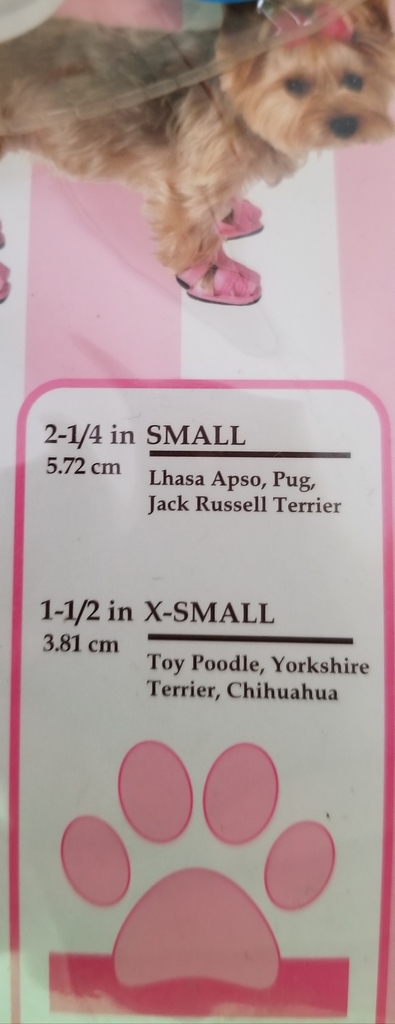 2-1/4 in SMALL
5.72 cm
Lhasa Apso, Pug,
Jack Russell Terrier
1-1/2 in X-SMALL
3.81 cm
Toy Poodle, Yorkshire
Terrier, Chihuahua